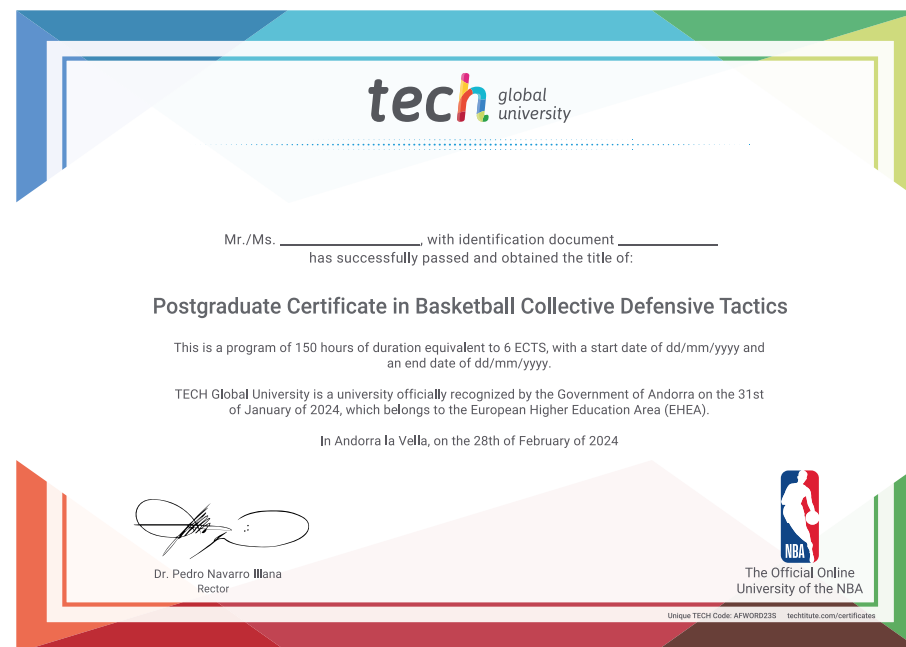 tech global
university
Mr./Ms. ____________, with identification document ____________
has successfully passed and obtained the title of:
Postgraduate Certificate in Basketball Collective Defensive Tactics
This is a program of 150 hours of duration equivalent to 6 ECTS, with a start date of dd/mm/yyyy and
an end date of dd/mm/yyyy.
TECH Global University is a university officially recognized by the Government of Andorra on the 31st
of January of 2024, which belongs to the European Higher Education Area (EHEA).
In Andorra la Vella, on the 28th of February of 2024
Dr. Pedro Navarro Illana
Rector
NBA
The Official Online
University of the NBA
Unique TECH Code: AFWORD23S techtitute.com/certificates